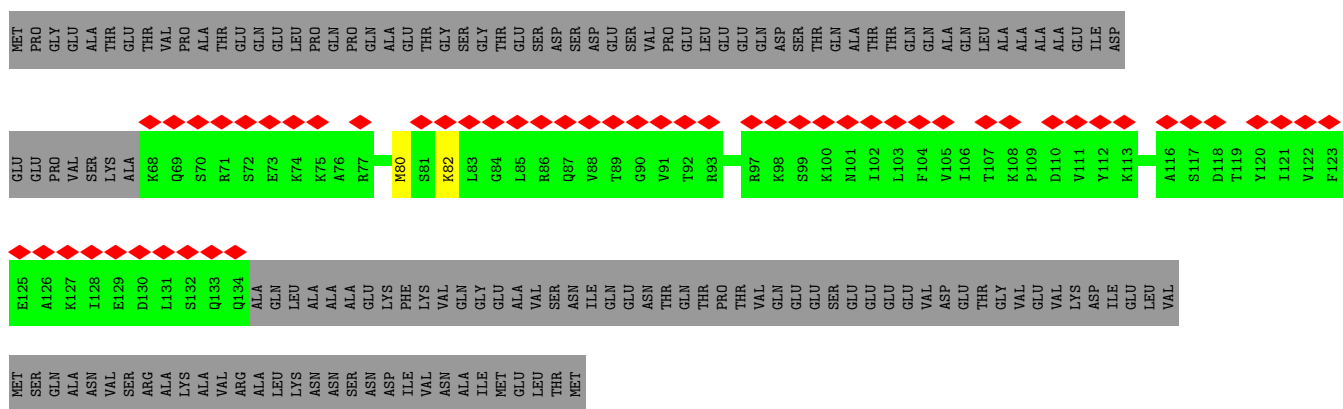 MET PRO GLY GLU ALA THR GLU THR VAL PRO ALA THR GLU GLN GLU LEU PRO GLN PRO GLN ALA GLU THR GLY SER GLY THR GLU SER ASP SER ASP GLU SER VAL PRO GLU LEU GLU GLU GLN ASP SER THR GLN ALA THR THR GLN GLN ALA GLN LEU ALA ALA ALA ALA GLU ILE ASP
GLU GLU PRO VAL SER LYS ALA K68 Q69 S70 R71 S72 E73 K74 K75 A76 R77 M80 S81 K82 L83 G84 L85 R86 Q87 V88 T89 G90 V91 T92 R93 R97 K98 S99 K100 N101 I102 L103 F104 V105 I106 T107 K108 P109 D110 V111 Y112 K113 A116 S117 D118 T119 Y120 I121 V122 F123
E125 A126 K127 I128 E129 D130 L131 S132 Q133 Q134 ALA GLN LEU ALA ALA ALA GLU LYS PHE LYS VAL GLN GLY GLU ALA VAL SER ASN ILE GLN GLU ASN THR GLN THR PRO THR VAL GLN GLU GLU SER GLU GLU GLU GLU VAL ASP GLU THR GLY VAL GLU VAL LYS ASP ILE GLU LEU VAL
MET SER GLN ALA ASN VAL SER ARG ALA LYS ALA VAL ARG ALA LEU LYS ASN ASN SER ASN ASP ILE VAL ASN ALA ILE MET GLU LEU THR MET